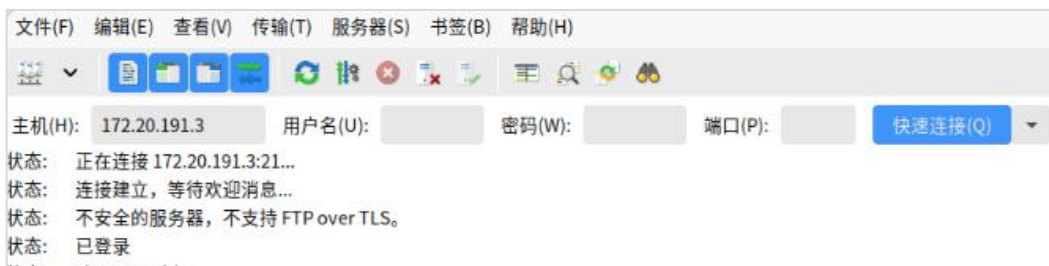 文件(F) 编辑(E) 查看(V) 传输(T) 服务器(S) 书签(B) 帮助(H)
主机(H): 172.20.191.3 用户名(U): 密码(W): 端口(P): 快速连接(Q)
状态: 正在连接 172.20.191.3:21...
状态: 连接建立，等待欢迎消息...
状态: 不安全的服务器，不支持 FTP over TLS。
状态: 已登录